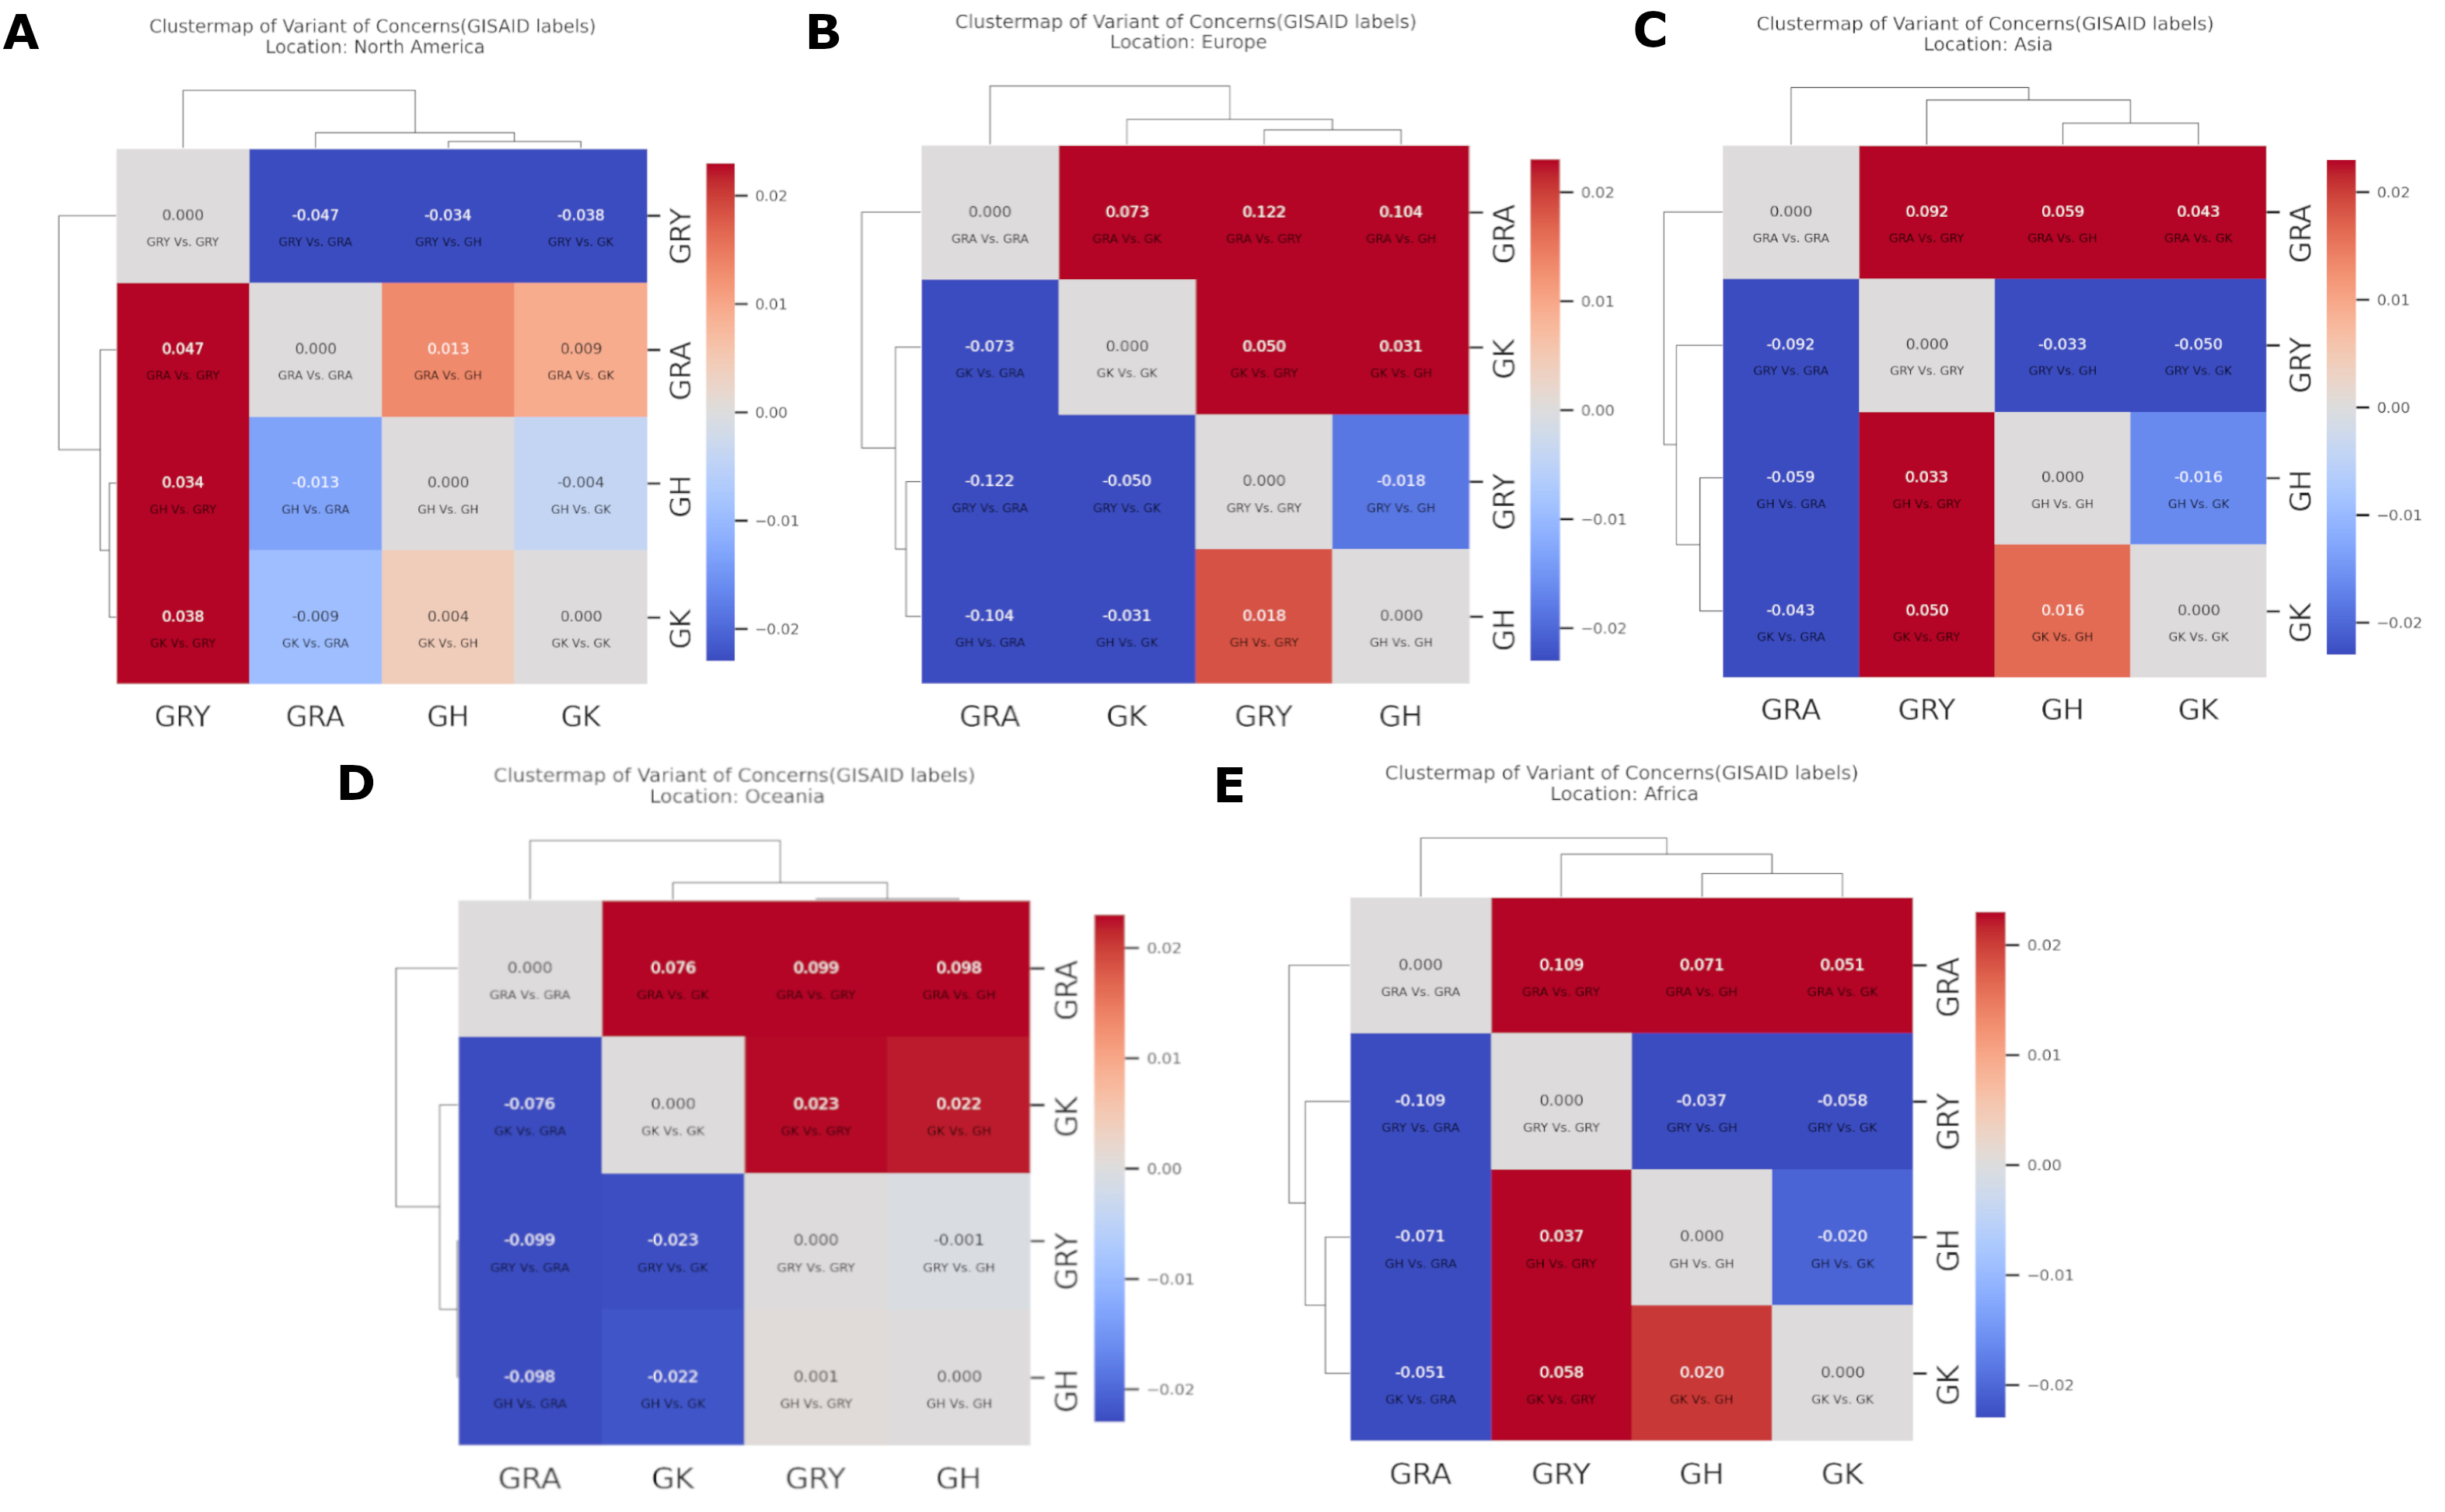 A
Clustermap of Variant of Concerns(GISAID labels)
Location: North America
0.000 -0.047 -0.034 -0.038
GRY Vs. GRY GRY Vs. GRA GRY Vs. GH GRY Vs. GK
GRY
0.047 0.000 0.013 0.009
GRA Vs. GRY GRA Vs. GRA GRA Vs. GH GRA Vs. GK
GRA
0.034 -0.013 0.000 -0.004
GH Vs. GRY GH Vs. GRA GH Vs. GH GH Vs. GK
GH
0.038 -0.009 0.004 0.000
GK Vs. GRY GK Vs. GRA GK Vs. GH GK Vs. GK
GK
GRY GRA GH GK
0.02
0.01
0.00
−0.01
−0.02
B
Clustermap of Variant of Concerns(GISAID labels)
Location: Europe
0.000 0.073 0.122 0.104
GRA Vs. GRA GRA Vs. GK GRA Vs. GRY GRA Vs. GH
GRA
-0.073 0.000 0.050 0.031
GK Vs. GRA GK Vs. GK GK Vs. GRY GK Vs. GH
GK
-0.122 -0.050 0.000 -0.018
GRY Vs. GRA GRY Vs. GK GRY Vs. GRY GRY Vs. GH
GRY
-0.104 -0.031 0.018 0.000
GH Vs. GRA GH Vs. GK GH Vs. GRY GH Vs. GH
GH
GRA GK GRY GH
0.02
0.01
0.00
−0.01
−0.02
C
Clustermap of Variant of Concerns(GISAID labels)
Location: Asia
0.000 0.092 0.059 0.043
GRA Vs. GRA GRA Vs. GRY GRA Vs. GH GRA Vs. GK
GRA
-0.092 0.000 -0.033 -0.050
GRY Vs. GRA GRY Vs. GRY GRY Vs. GH GRY Vs. GK
GRY
-0.059 0.033 0.000 -0.016
GH Vs. GRA GH Vs. GRY GH Vs. GH GH Vs. GK
GH
-0.043 0.050 0.016 0.000
GK Vs. GRA GK Vs. GRY GK Vs. GH GK Vs. GK
GK
GRA GRY GH GK
0.02
0.01
0.00
−0.01
−0.02
D
Clustermap of Variant of Concerns(GISAID labels)
Location: Oceania
0.000 0.076 0.099 0.098
GRA Vs. GRA GRA Vs. GK GRA Vs. GRY GRA Vs. GH
GRA
-0.076 0.000 0.023 0.022
GK Vs. GRA GK Vs. GK GK Vs. GRY GK Vs. GH
GK
-0.099 -0.023 0.000 -0.001
GRY Vs. GRA GRY Vs. GK GRY Vs. GRY GRY Vs. GH
GRY
-0.098 -0.022 0.001 0.000
GH Vs. GRA GH Vs. GK GH Vs. GRY GH Vs. GH
GH
GRA GK GRY GH
0.02
0.01
0.00
−0.01
−0.02
E
Clustermap of Variant of Concerns(GISAID labels)
Location: Africa
0.000 0.109 0.071 0.051
GRA Vs. GRA GRA Vs. GRY GRA Vs. GH GRA Vs. GK
GRA
-0.109 0.000 -0.037 -0.058
GRY Vs. GRA GRY Vs. GRY GRY Vs. GH GRY Vs. GK
GRY
-0.071 0.037 0.000 -0.020
GH Vs. GRA GH Vs. GRY GH Vs. GH GH Vs. GK
GH
-0.051 0.058 0.020 0.000
GK Vs. GRA GK Vs. GRY GK Vs. GH GK Vs. GK
GK
GRA GRY GH GK
0.02
0.01
0.00
−0.01
−0.02